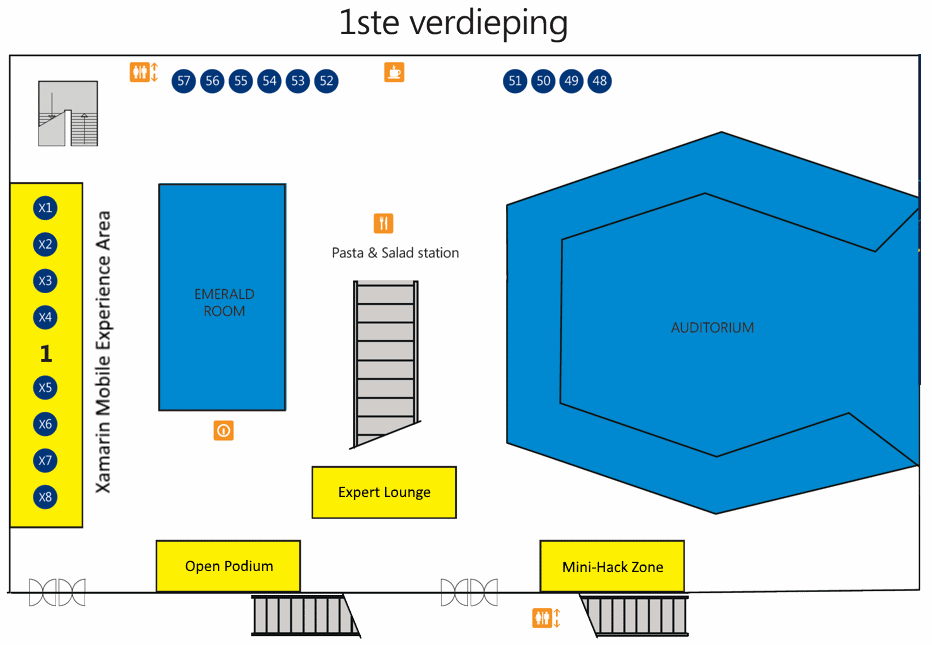 1ste verdieping
57 56 55 54 53 52
51 50 49 48
X1
X2
X3
X4
1
X5
X6
X7
X8
Xamarin Mobile Experience Area
EMERALD
ROOM
Pasta & Salad station
AUDITORIUM
Expert Lounge
Open Podium
Mini-Hack Zone